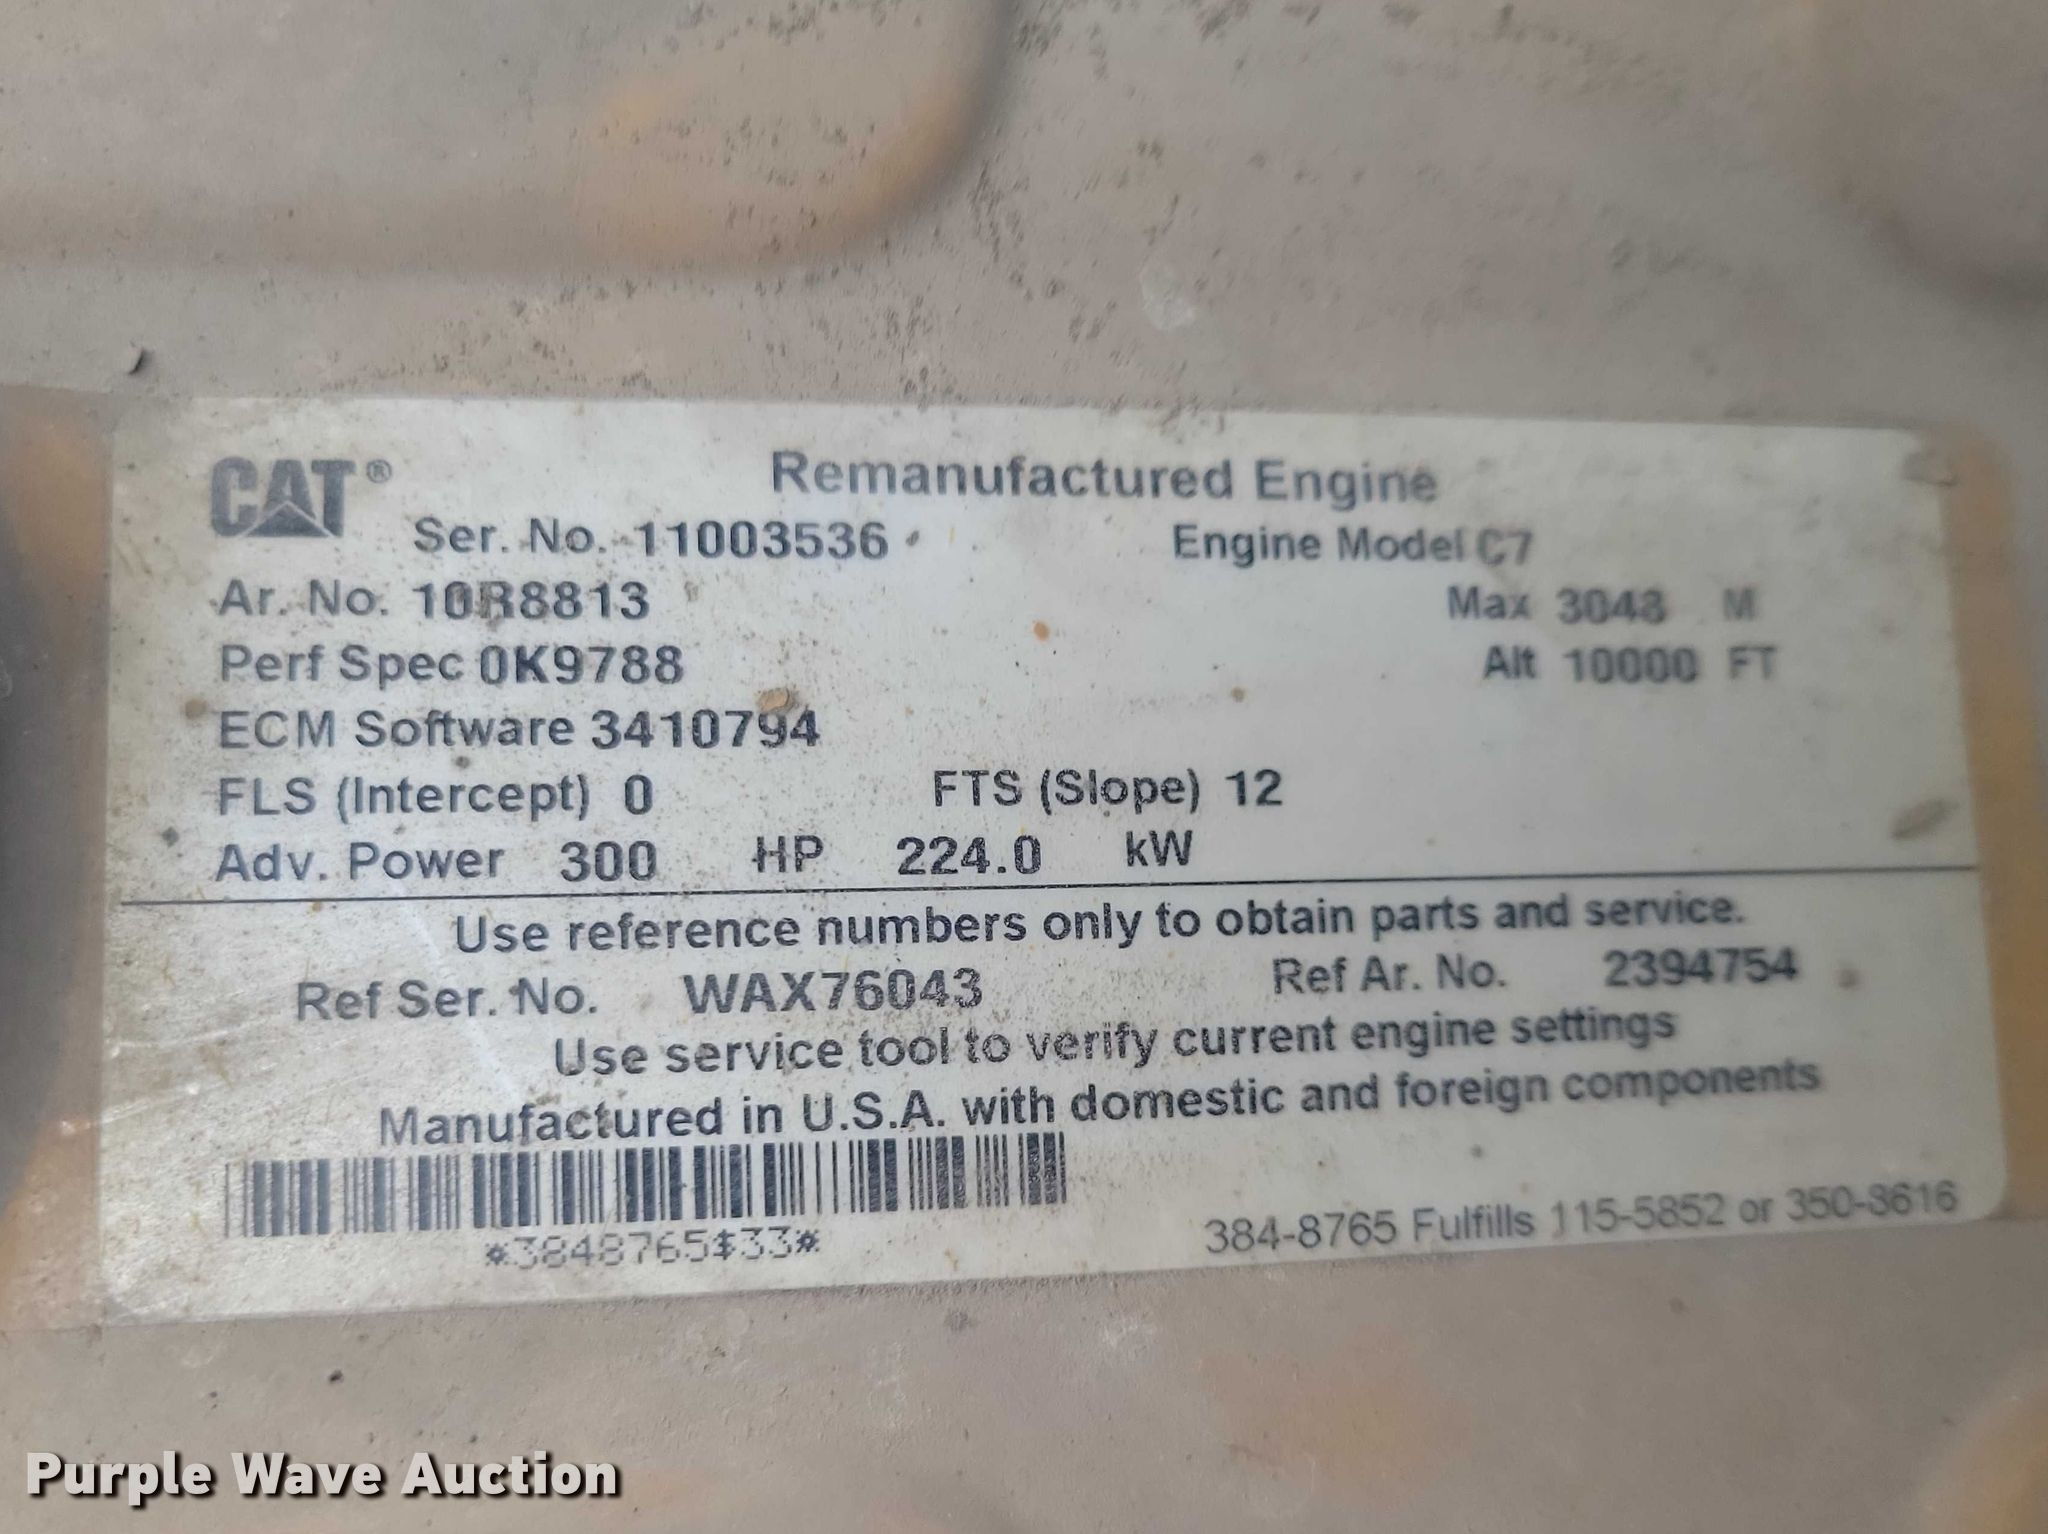 CAT®
Remanufactured Engine
Ser. No. 11003536
Engine Model C7
Ar. No. 10R8813
Max 3048 M
Perf Spec 0K9788
Alt 10000 FT
ECM Software 3410794
FLS (Intercept) 0 FTS (Slope) 12
Adv. Power 300 HP 224.0 kW
Use reference numbers only to obtain parts and service.
Ref Ser. No. WAX76043 Ref Ar. No. 2394754
Use service tool to verify current engine settings
Manufactured in U.S.A. with domestic and foreign components
*3848765$33*
384-8765 Fulfills 115-5852 or 350-8616
Purple Wave Auction